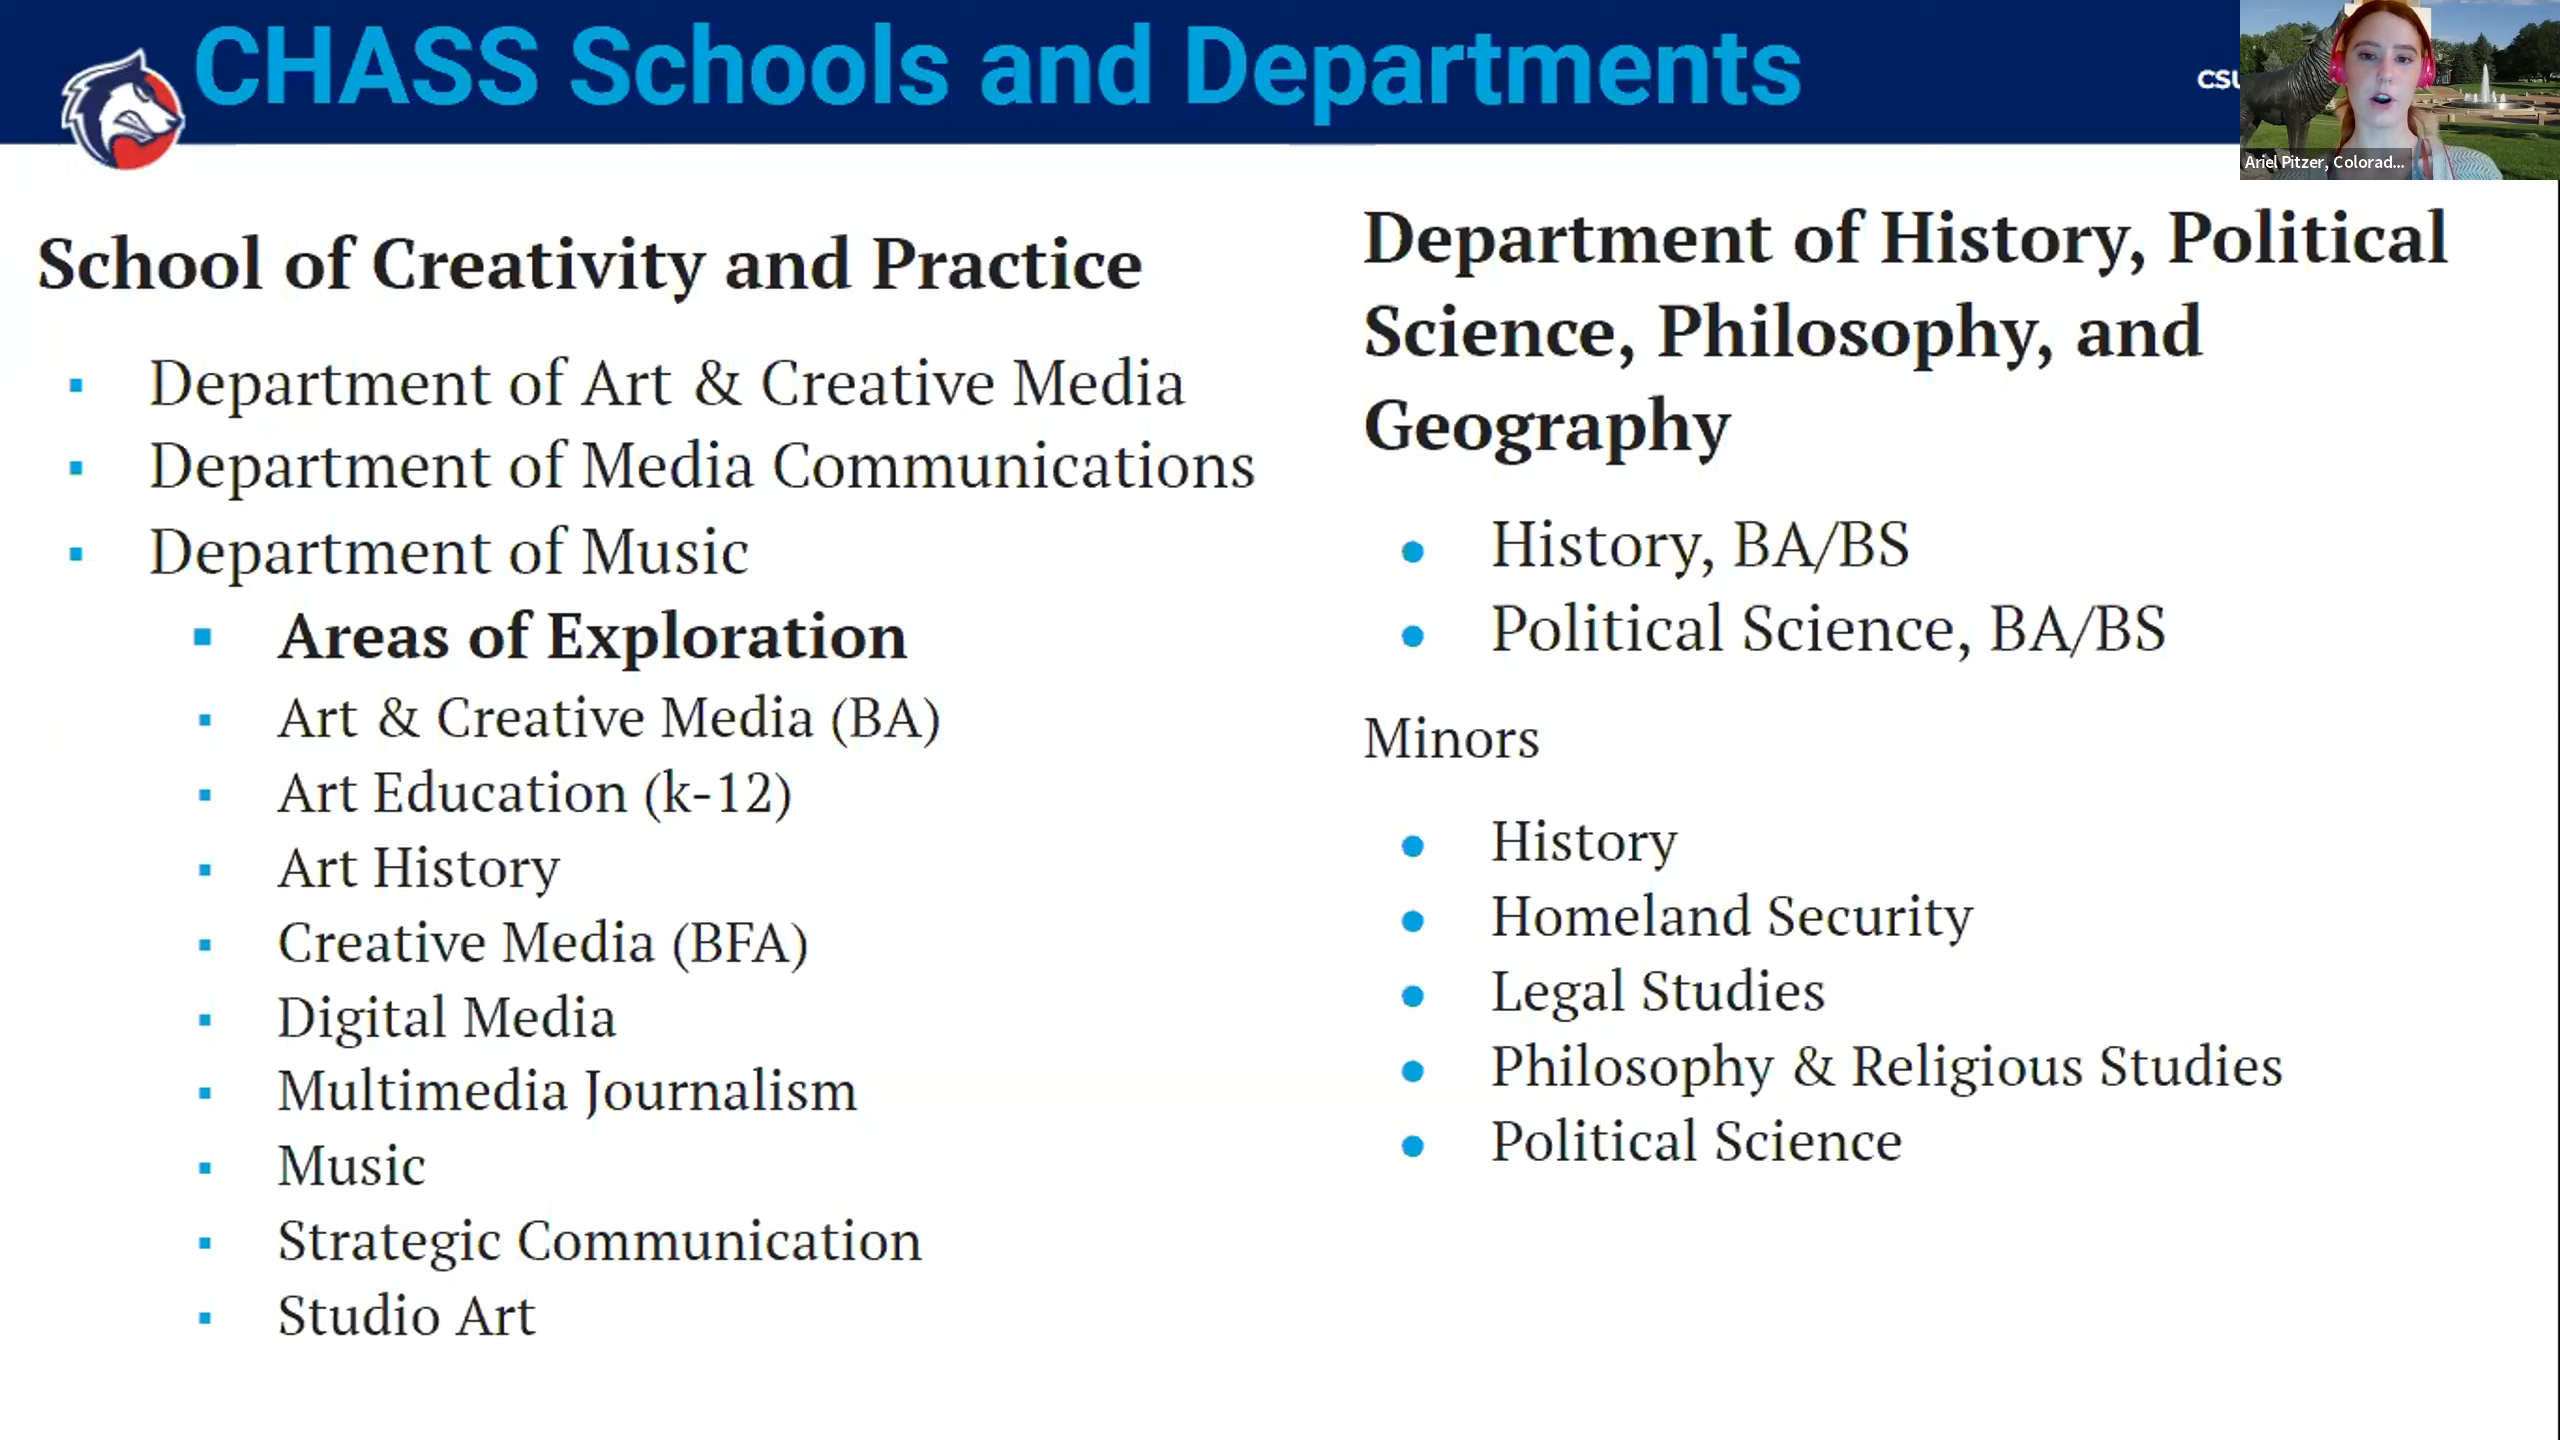 CHASS Schools and Departments
CSU
Ariel Pitzer, Colorad...
School of Creativity and Practice
Department of Art & Creative Media
Department of Media Communications
Department of Music
Areas of Exploration
Art & Creative Media (BA)
Art Education (k-12)
Art History
Creative Media (BFA)
Digital Media
Multimedia Journalism
Music
Strategic Communication
Studio Art
Department of History, Political
Science, Philosophy, and
Geography
History, BA/BS
Political Science, BA/BS
Minors
History
Homeland Security
Legal Studies
Philosophy & Religious Studies
Political Science